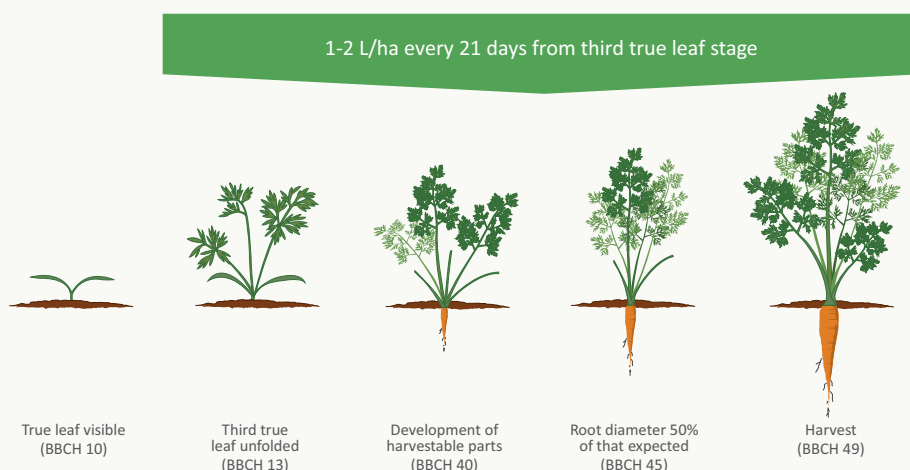 1-2 L/ha every 21 days from third true leaf stage
True leaf visible
(BBCH 10)
Third true
leaf unfolded
(BBCH 13)
Development of
harvestable parts
(BBCH 40)
Root diameter 50%
of that expected
(BBCH 45)
Harvest
(BBCH 49)